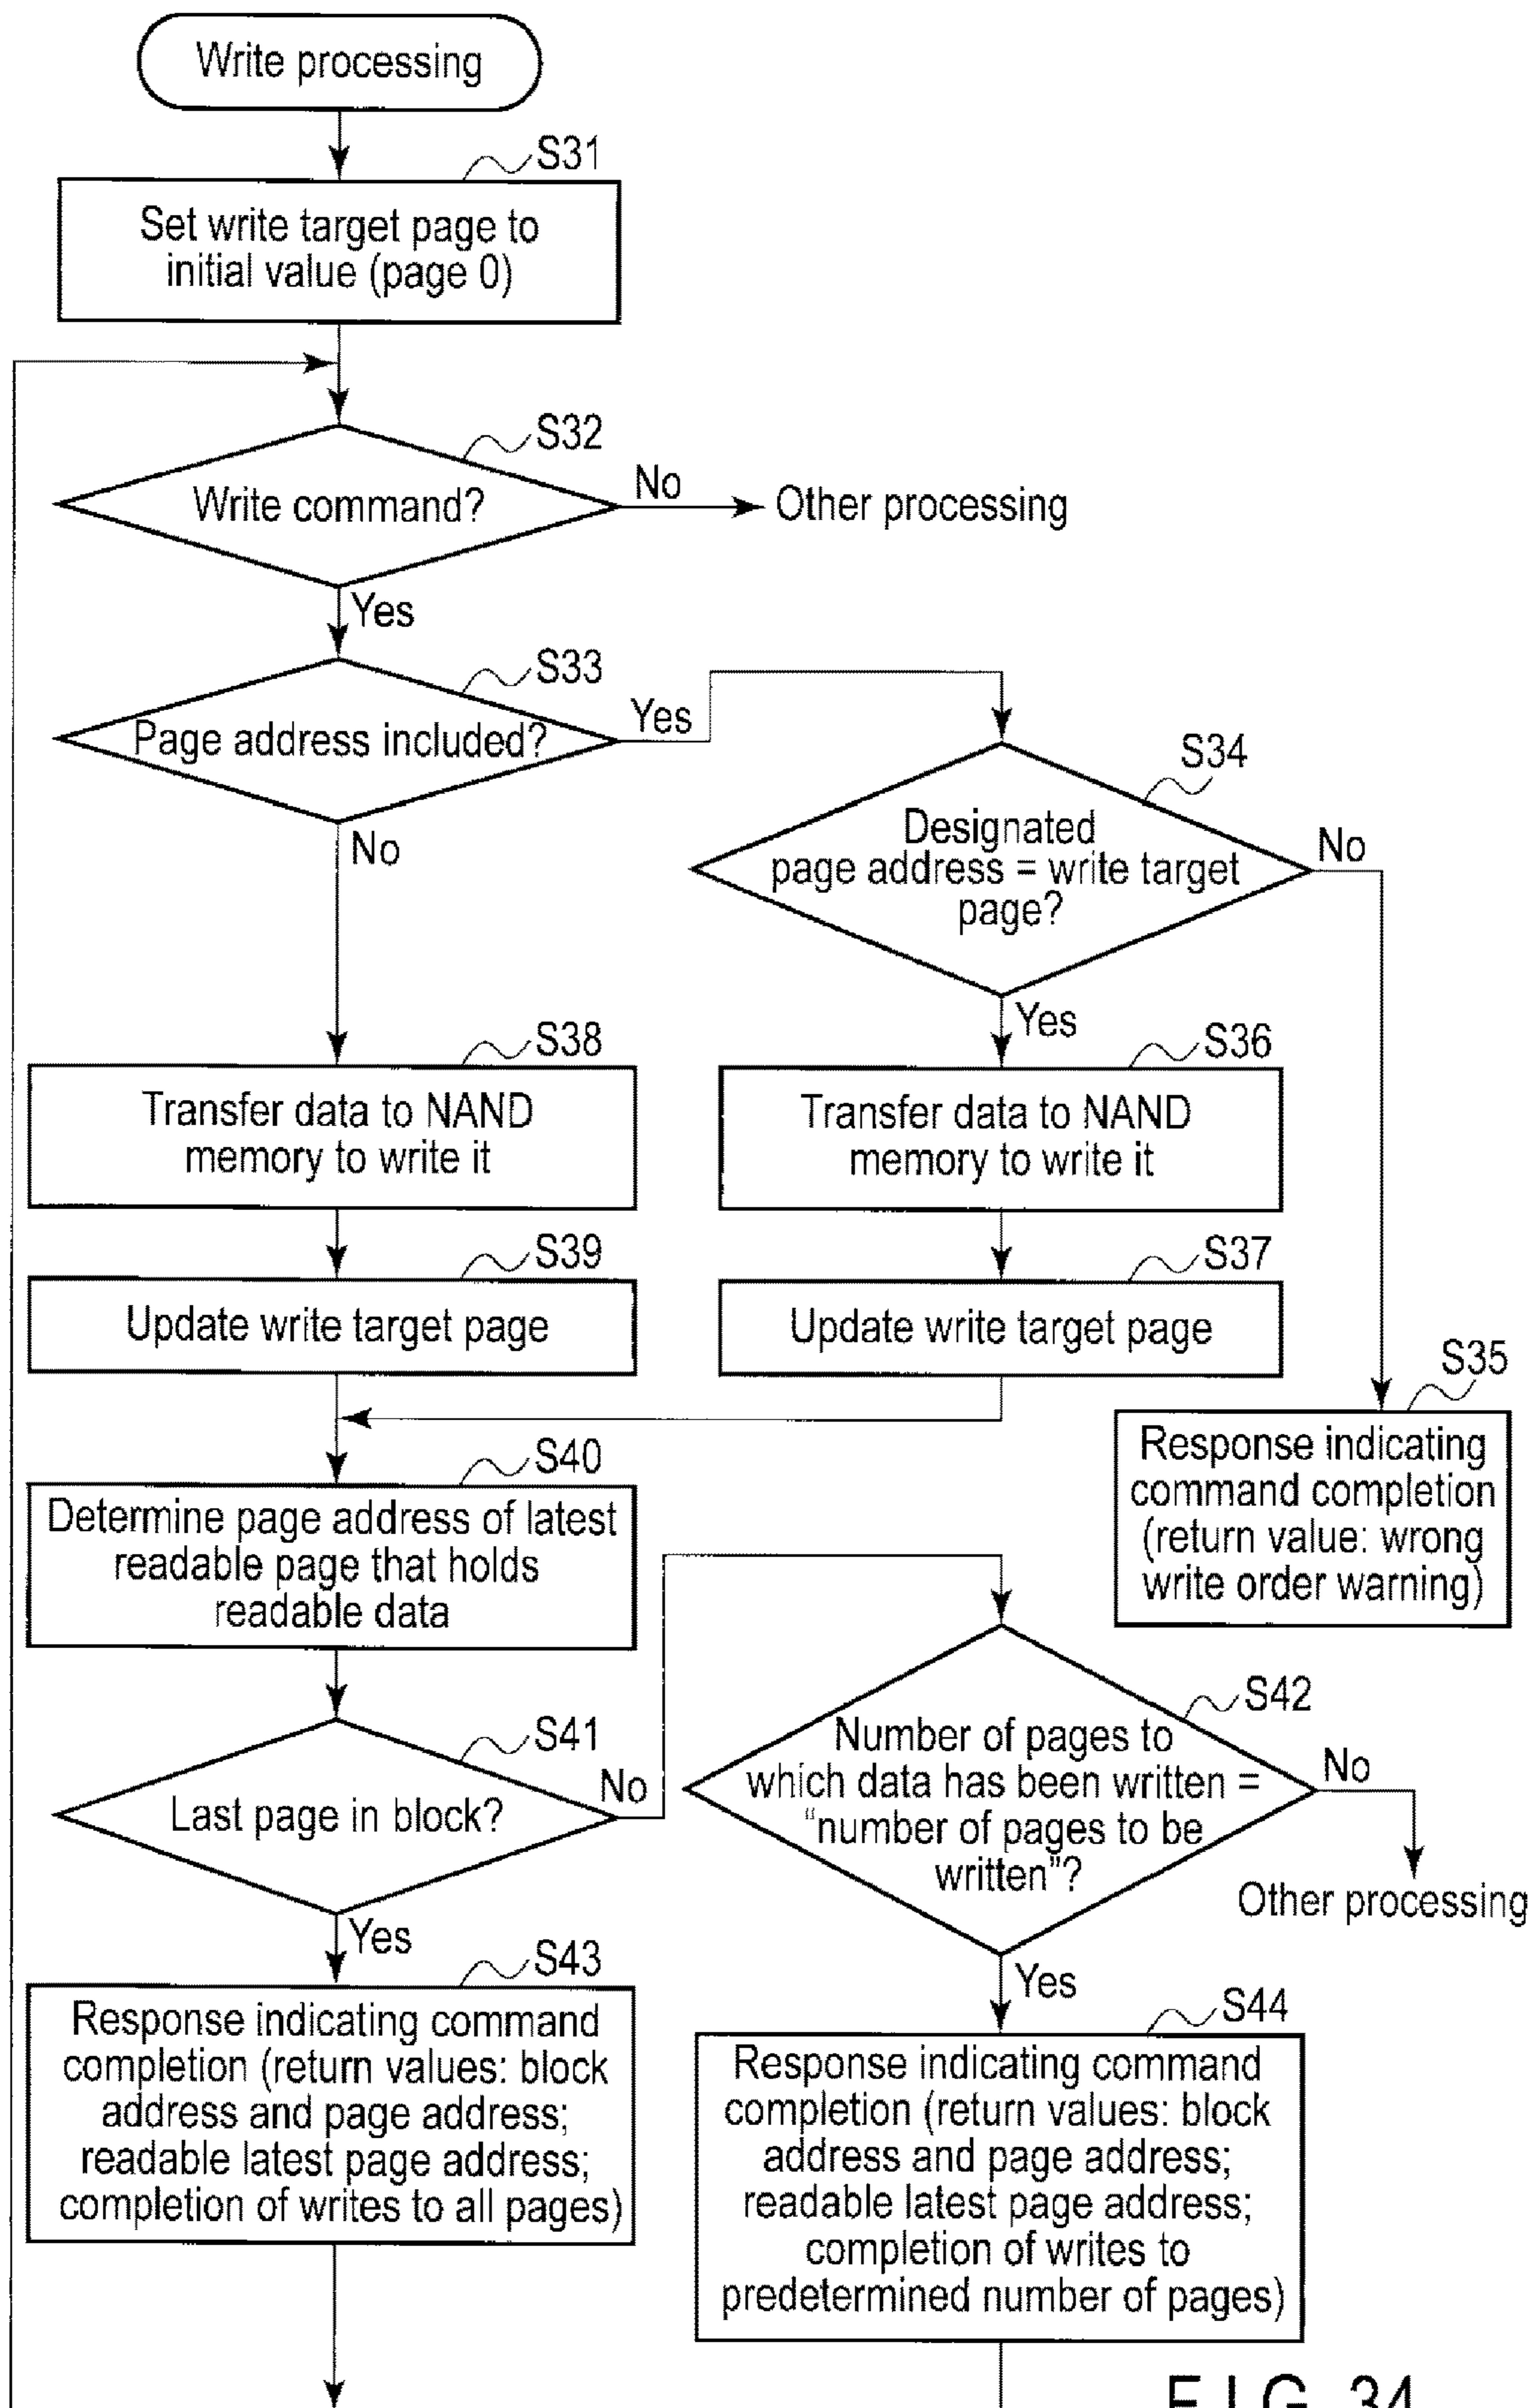 Write processing
S31
Set write target page to
initial value (page 0)
S32
Write command?
No
Other processing
Yes
S33
Page address included?
Yes
No
S34
Designated
page address = write target
page?
No
Yes
S38
Transfer data to NAND
memory to write it
S36
Transfer data to NAND
memory to write it
S39
Update write target page
S37
Update write target page
S35
Response indicating
command completion
(return value: wrong
write order warning)
S40
Determine page address of latest
readable page that holds
readable data
S41
Last page in block?
No
S42
Number of pages to
which data has been written =
"number of pages to be
written"?
No
Other processing
Yes
S43
Response indicating command
completion (return values: block
address and page address;
readable latest page address;
completion of writes to all pages)
Yes
S44
Response indicating command
completion (return values: block
address and page address;
readable latest page address;
completion of writes to
predetermined number of pages)
FIG. 34